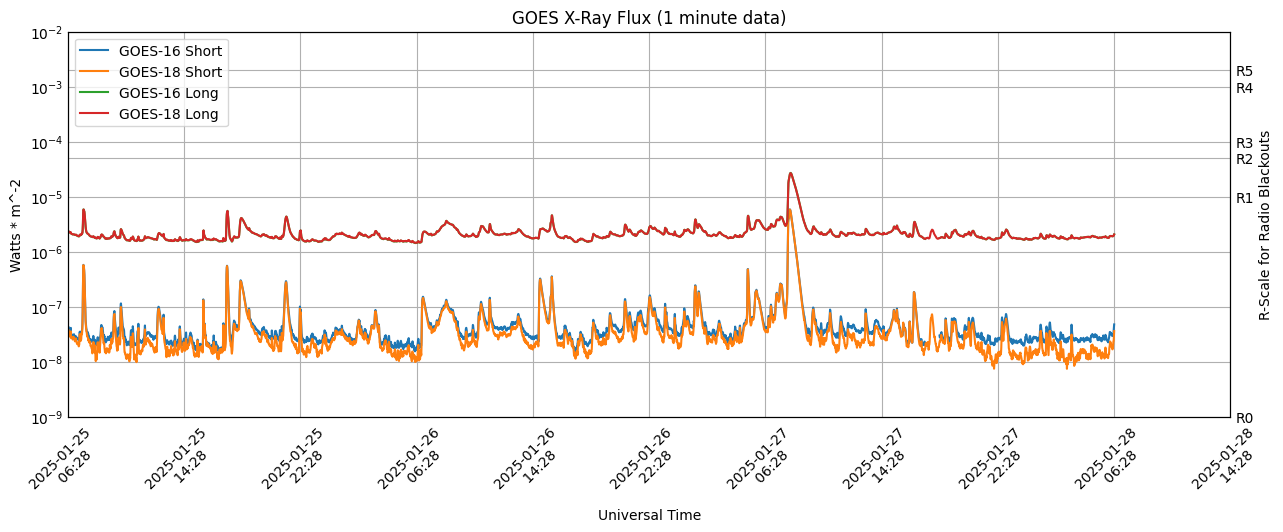 GOES X-Ray Flux (1 minute data)
GOES-16 Short
GOES-18 Short
GOES-16 Long
GOES-18 Long
Watts * m^-2
10⁻²
10⁻³
10⁻⁴
10⁻⁵
10⁻⁶
10⁻⁷
10⁻⁸
10⁻⁹
R5
R4
R3
R2
R1
R0
R-Scale for Radio Blackouts
2025-01-25
06:28
2025-01-25
14:28
2025-01-25
22:28
2025-01-26
06:28
2025-01-26
14:28
2025-01-26
22:28
2025-01-27
06:28
2025-01-27
14:28
2025-01-27
22:28
2025-01-28
06:28
2025-01-28
14:28
Universal Time